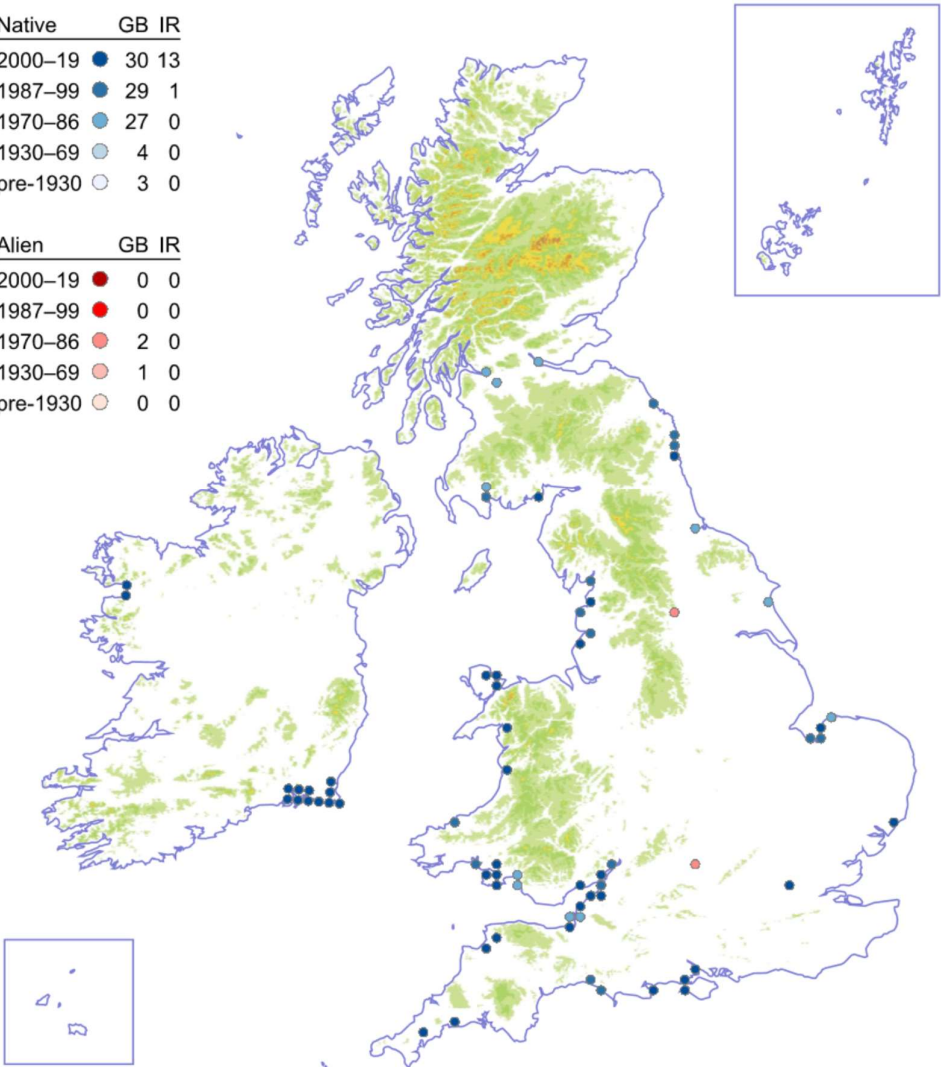 Native GB IR
2000–19 30 13
1987–99 29 1
1970–86 27 0
1930–69 4 0
pre-1930 3 0
Alien GB IR
2000–19 0 0
1987–99 0 0
1970–86 2 0
1930–69 1 0
pre-1930 0 0